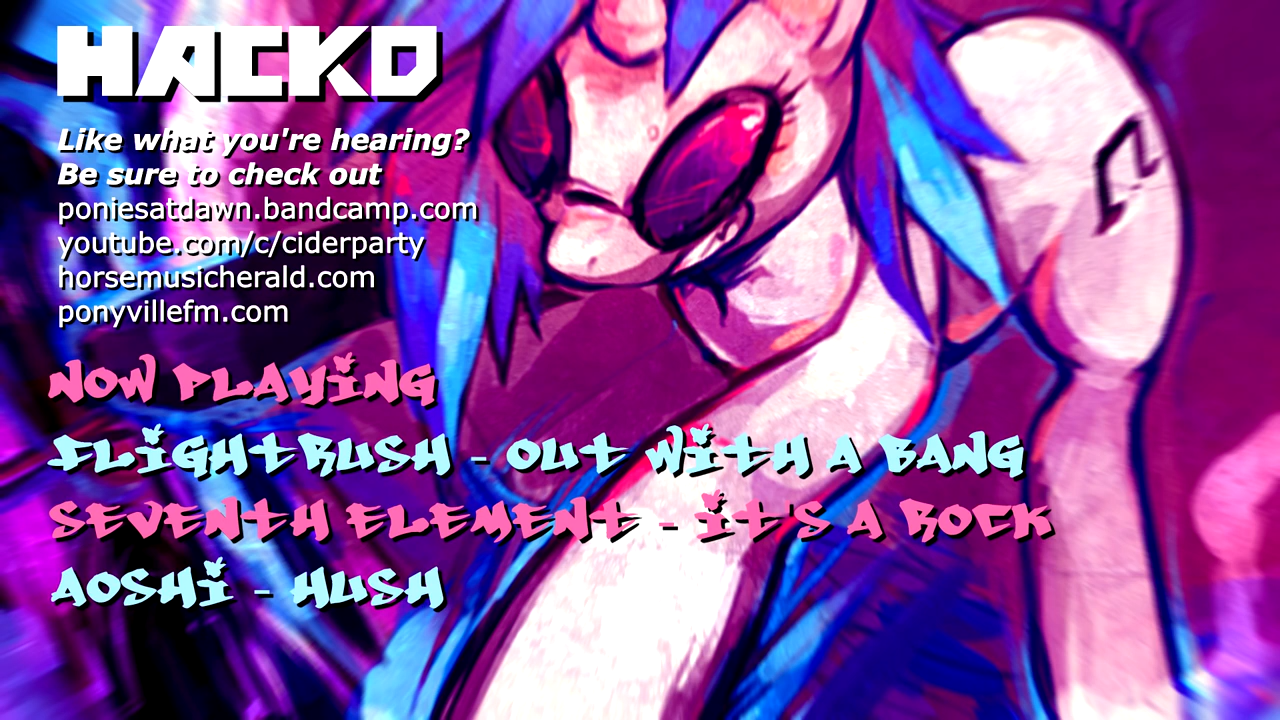 HACKD
Like what you're hearing?
Be sure to check out
poniesatdawn.bandcamp.com
youtube.com/c/ciderparty
horsemusicherald.com
ponyvillefm.com
NOW PLAYING
FLIGHTRUSH - OUT WITH A BANG
SEVENTH ELEMENT - IT'S A ROCK
AOSHI - HUSH